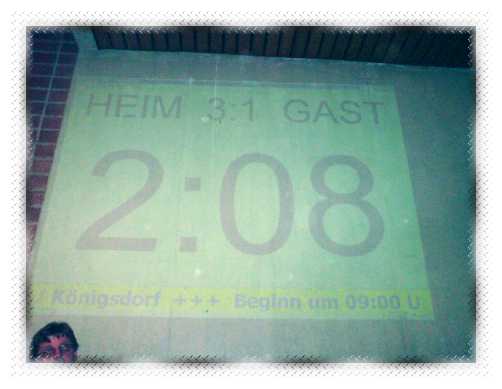 HEIM 3:1 GAST
2:08
/ Königsdorf +++ Beginn um 09:00 U